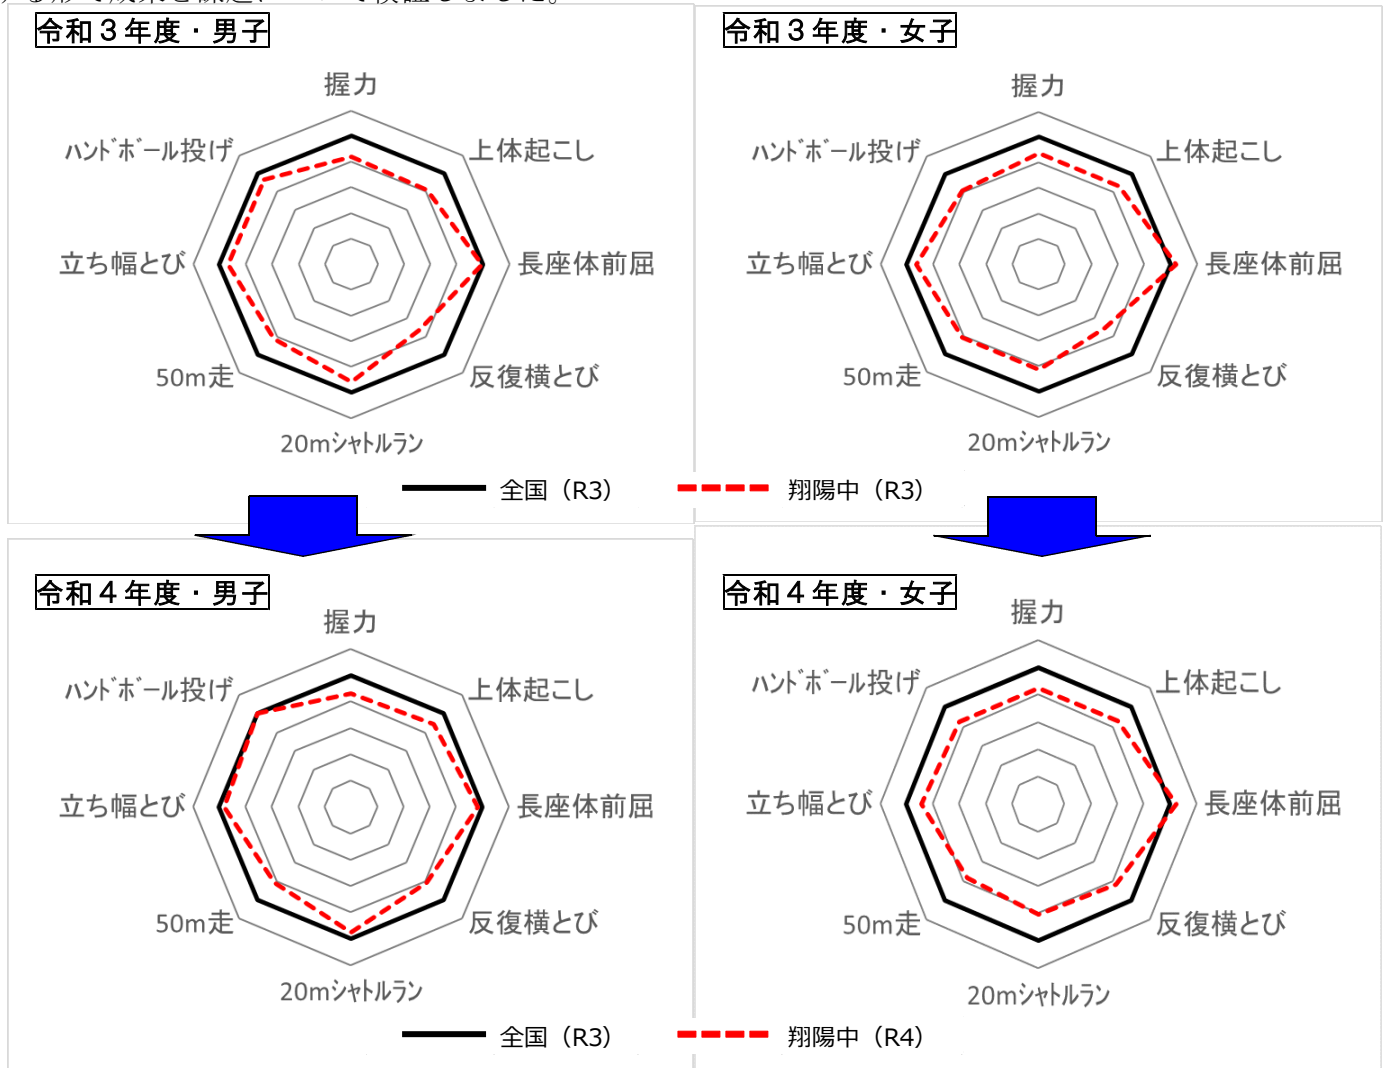 令和３年度・男子
握力
上体起こし
長座体前屈
反復横とび
20mｼｬﾄﾙﾗﾝ
50m走
立ち幅とび
ﾊﾝﾄﾞﾎﾞｰﾙ投げ
令和３年度・女子
握力
上体起こし
長座体前屈
反復横とび
20mｼｬﾄﾙﾗﾝ
50m走
立ち幅とび
ﾊﾝﾄﾞﾎﾞｰﾙ投げ
全国（R3）
翔陽中（R3）
令和４年度・男子
握力
上体起こし
長座体前屈
反復横とび
20mｼｬﾄﾙﾗﾝ
50m走
立ち幅とび
ﾊﾝﾄﾞﾎﾞｰﾙ投げ
令和４年度・女子
握力
上体起こし
長座体前屈
反復横とび
20mｼｬﾄﾙﾗﾝ
50m走
立ち幅とび
ﾊﾝﾄﾞﾎﾞｰﾙ投げ
全国（R3）
翔陽中（R4）